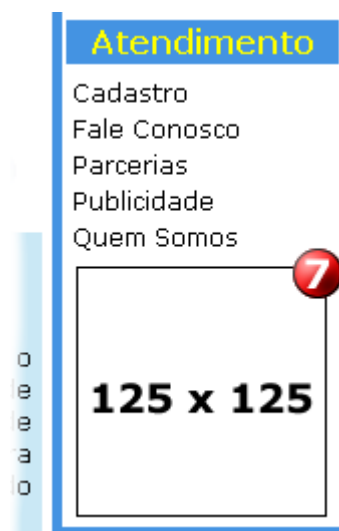 Atendimento
Cadastro
Fale Conosco
Parcerias
Publicidade
Quem Somos
7
125 x 125
o